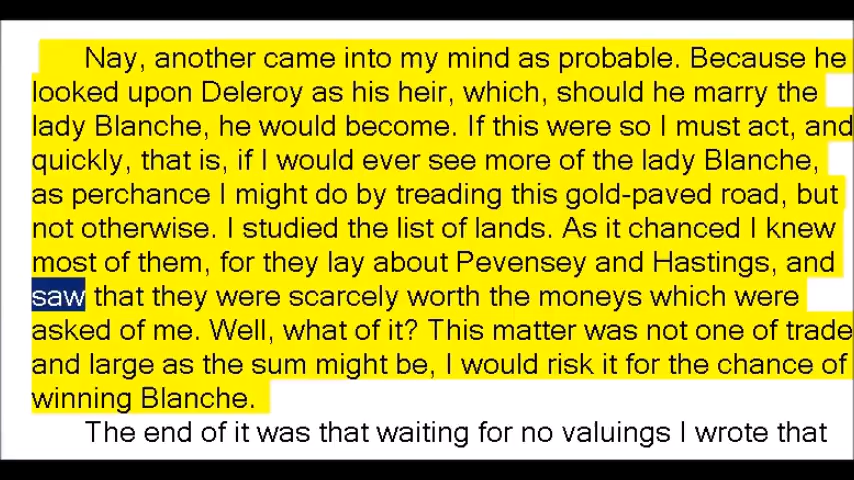 Nay, another came into my mind as probable. Because he
looked upon Deleroy as his heir, which, should he marry the
lady Blanche, he would become. If this were so I must act, and
quickly, that is, if I would ever see more of the lady Blanche,
as perchance I might do by treading this gold-paved road, but
not otherwise. I studied the list of lands. As it chanced I knew
most of them, for they lay about Pevensey and Hastings, and
saw that they were scarcely worth the moneys which were
asked of me. Well, what of it? This matter was not one of trade
and large as the sum might be, I would risk it for the chance of
winning Blanche.
The end of it was that waiting for no valuings I wrote that